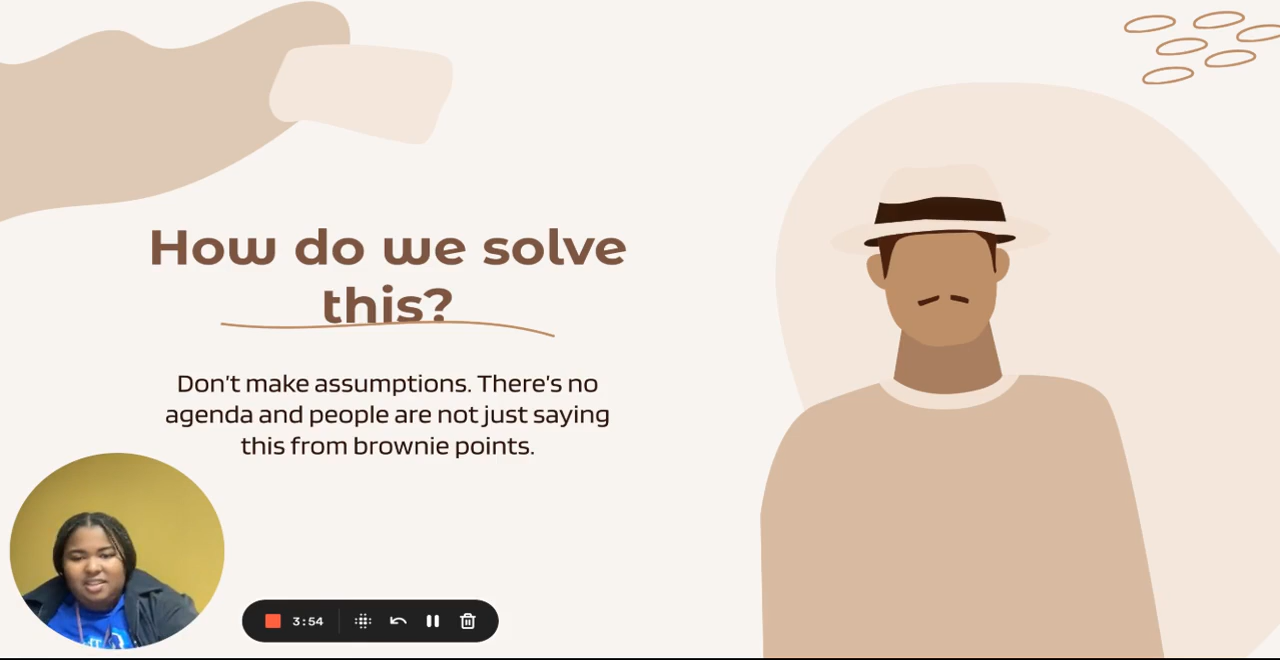 How do we solve
this?
Don't make assumptions. There's no
agenda and people are not just saying
this from brownie points.
3:54